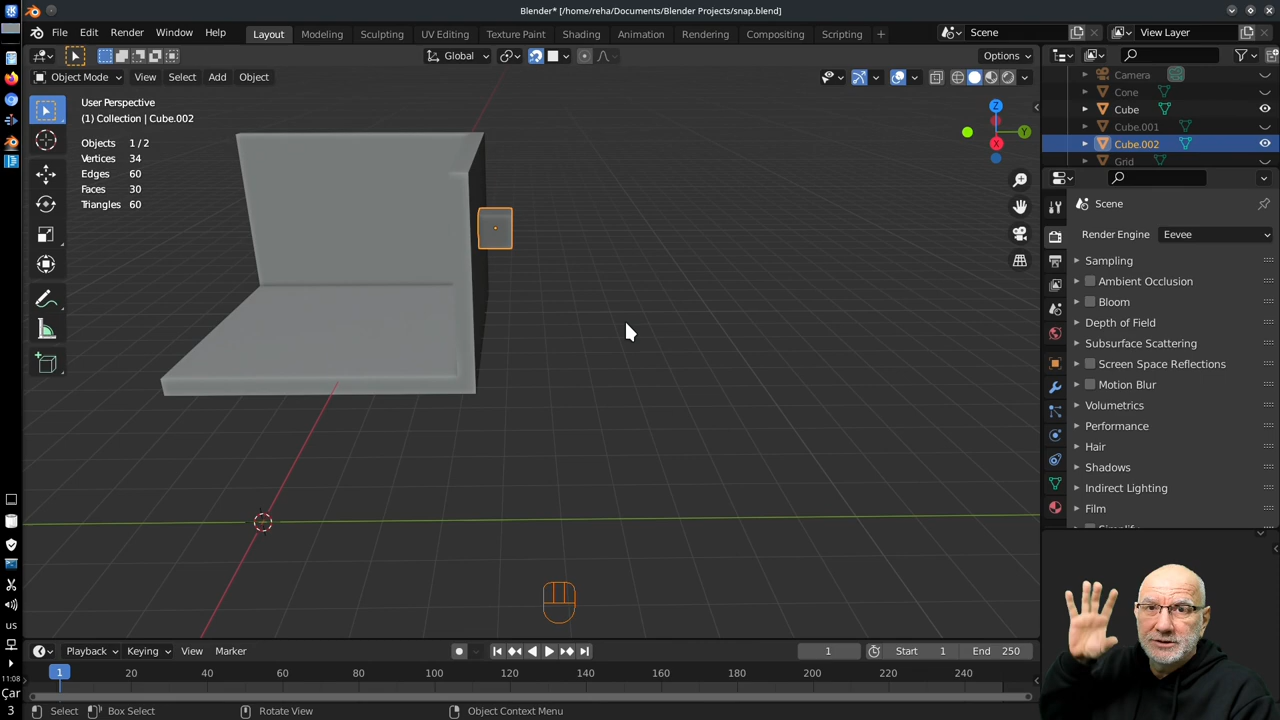 Blender* [/home/reha/Documents/Blender Projects/snap.blend]
File Edit Render Window Help Layout Modeling Sculpting UV Editing Texture Paint Shading Animation Rendering Compositing Scripting + Scene View Layer
Global Options
Object Mode View Select Add Object
User Perspective
(1) Collection | Cube.002
Objects 1 / 2
Vertices 34
Edges 60
Faces 30
Triangles 60
Z
Y
X
Camera
Cone
Cube
Cube.001
Cube.002
Grid
Scene
Render Engine Eevee
Sampling
Ambient Occlusion
Bloom
Depth of Field
Subsurface Scattering
Screen Space Reflections
Motion Blur
Volumetrics
Performance
Hair
Shadows
Indirect Lighting
Film
us
11:08
Çar
3
Playback Keying View Marker 1 Start 1 End 250
1 20 40 60 80 100 120 140 160 180 200 220 240
Select Box Select Rotate View Object Context Menu